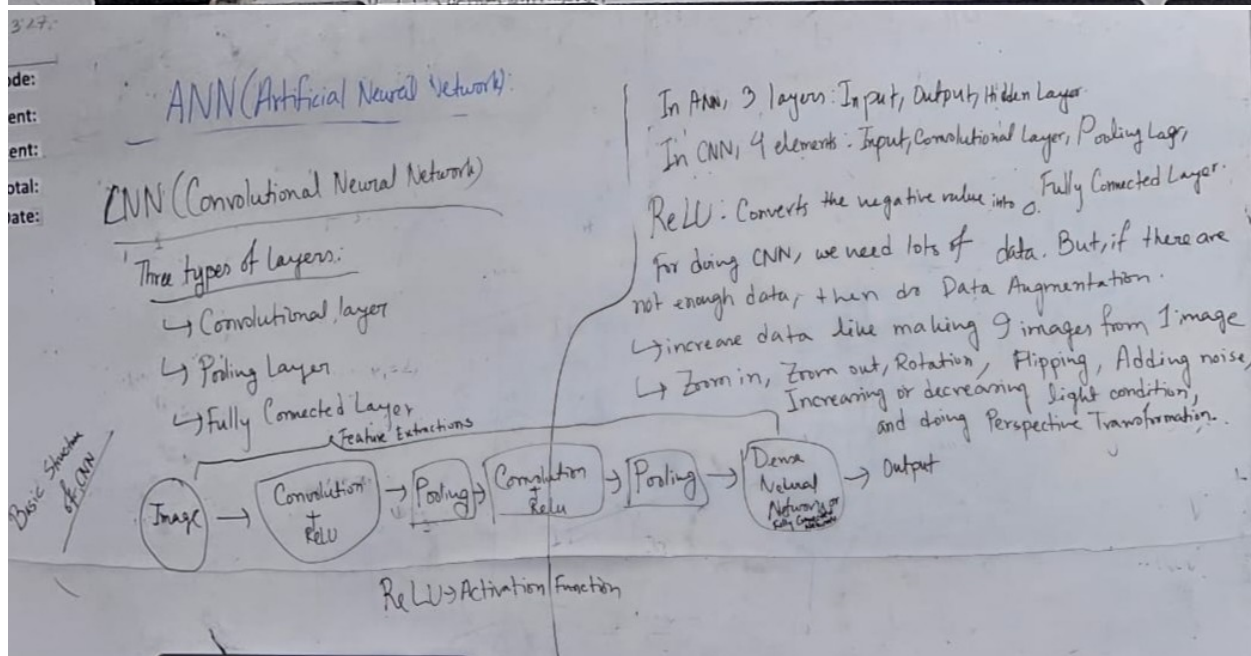 ode:
ent:
ent:
otal:
ate:
ANN (Artificial Neural Network):
CNN (Convolutional Neural Network)
Three types of layers:
↳ Convolutional layer
↳ Pooling Layer
↳ Fully Connected Layer
In ANN, 3 layers: Input, Output, Hidden Layer.
In CNN, 4 elements: Input, Convolutional Layer, Pooling Layr,
Fully Connected Layer.
ReLU: Converts the negative value into 0.
For doing CNN, we need lots of data. But, if there are
not enough data, then do Data Augmentation.
↳ increase data like making 9 images from 1 image
↳ Zoom in, Zoom out, Rotation, Flipping, Adding noise,
Increasing or decreasing light condition,
and doing Perspective Transformation.
Basic Structure
of CNN
Feature Extractions
Image → Convolution + ReLU → Pooling → Convolution + Relu → Pooling → Dense Neural Network or Fully Connected Network → Output
ReLU → Activation Function